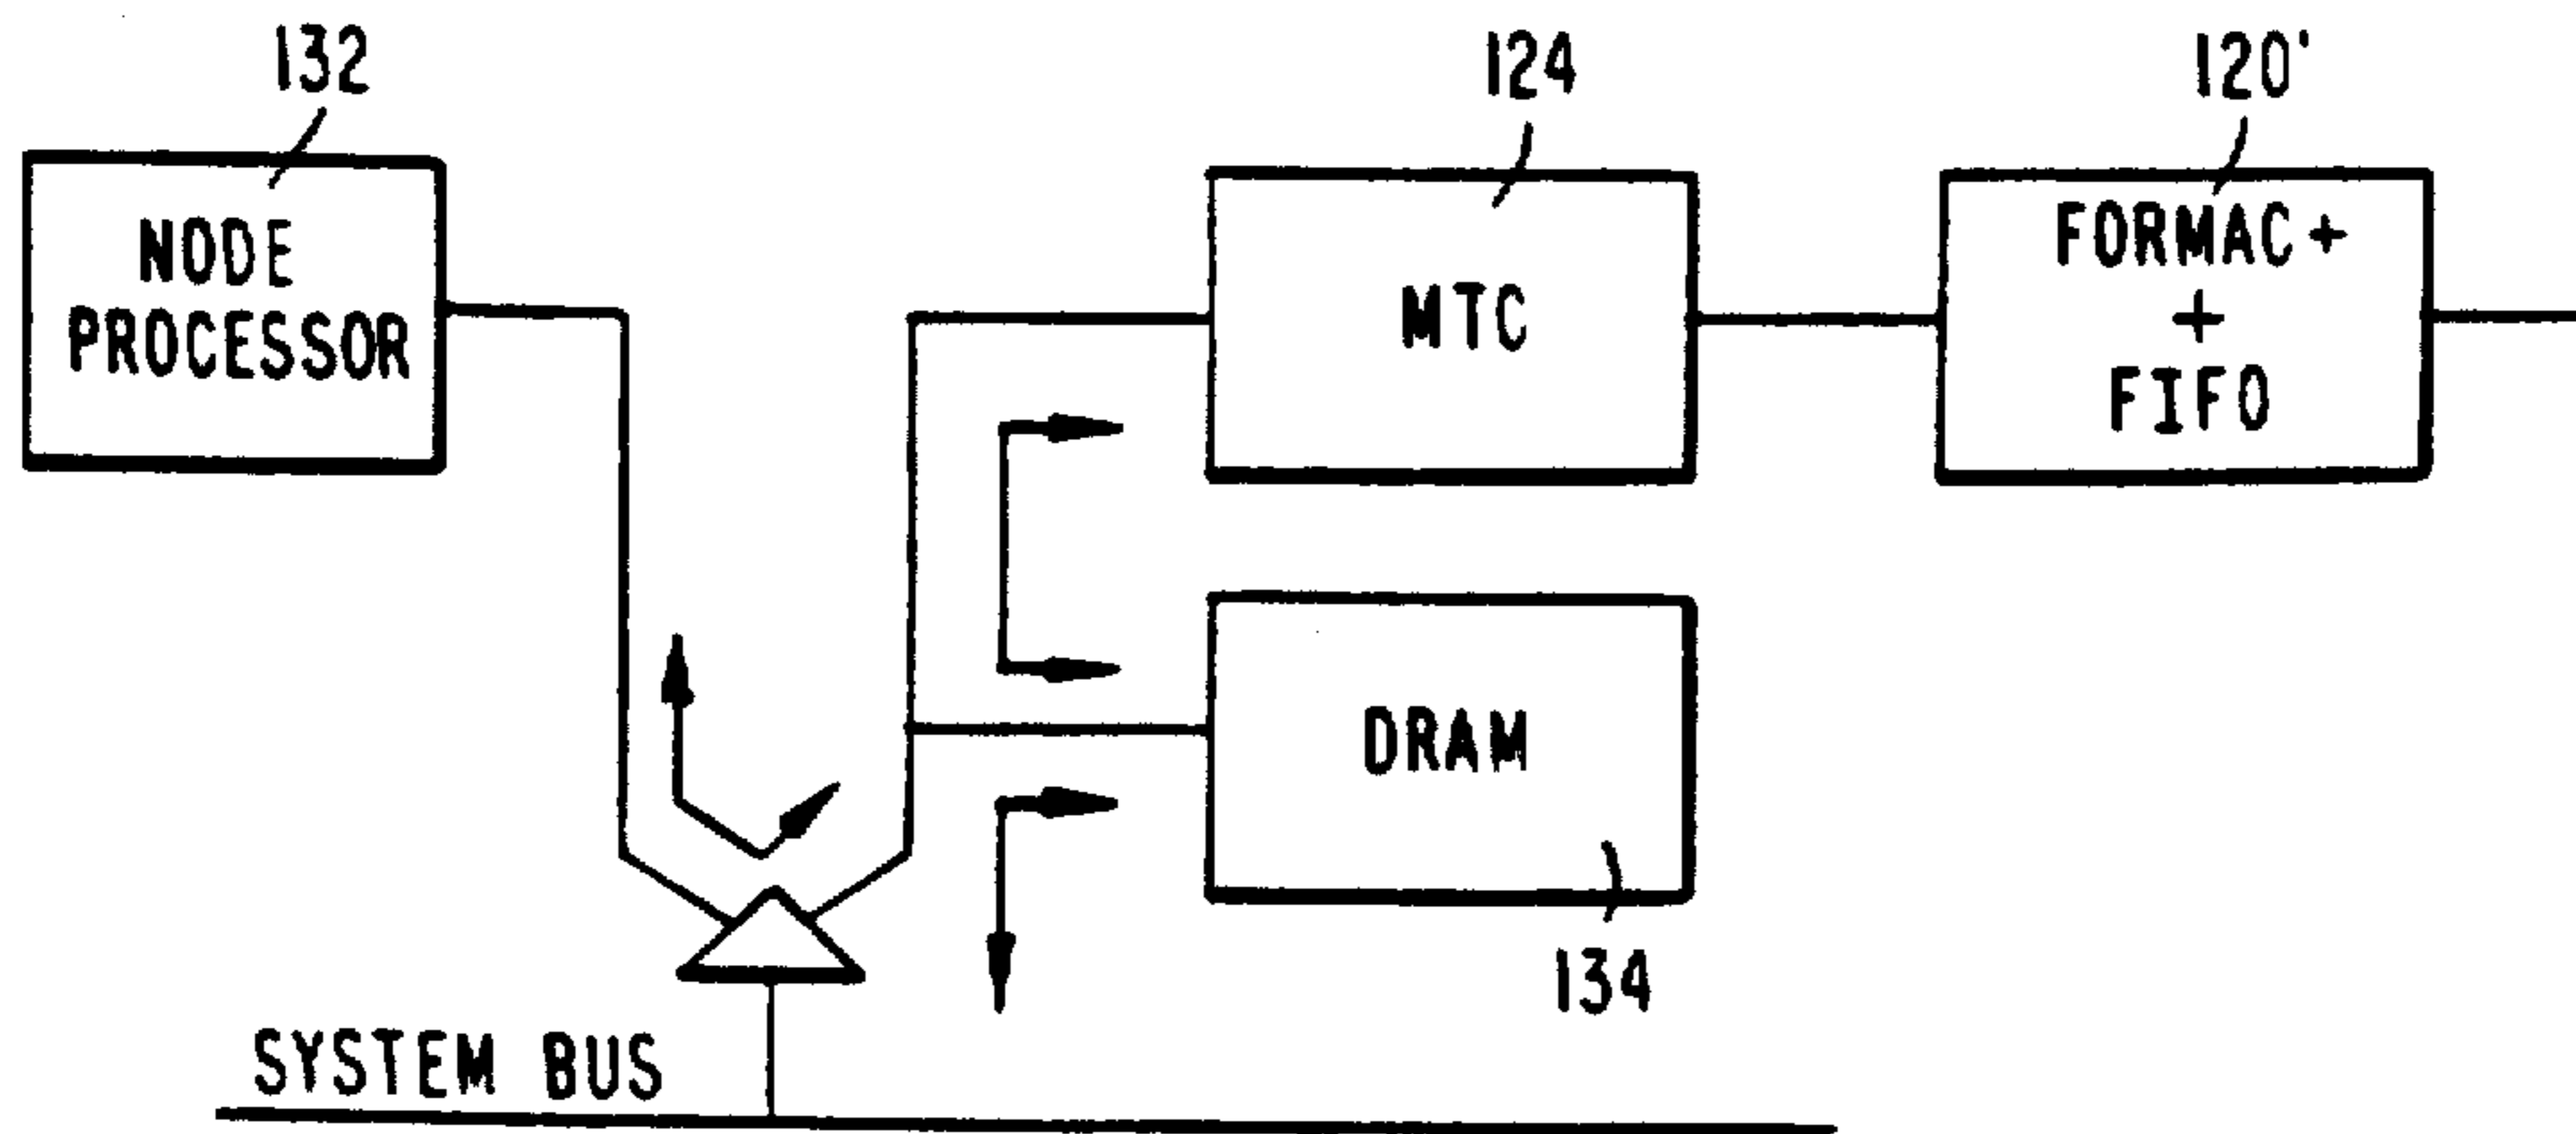 132
124
120'
NODE
PROCESSOR
MTC
FORMAC+
+
FIFO
DRAM
134
SYSTEM BUS